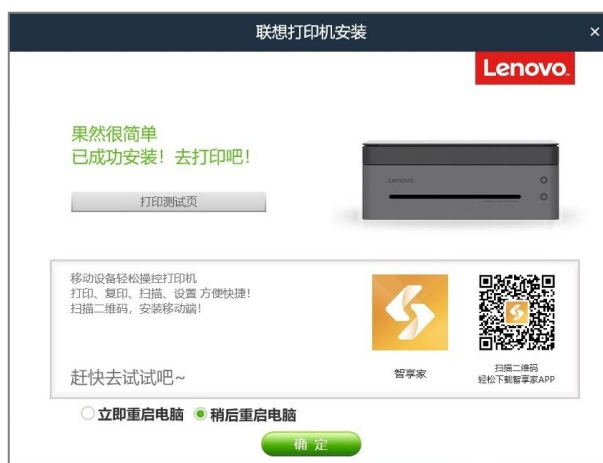 联想打印机安装
×
Lenovo
果然很简单
已成功安装！去打印吧！
Lenovo
打印测试页
移动设备轻松操控打印机
打印、复印、扫描、设置 方便快捷！
扫描二维码，安装移动端！
赶快去试试吧~
智享家
扫描二维码
轻松下载智享家APP
立即重启电脑 稍后重启电脑
确 定